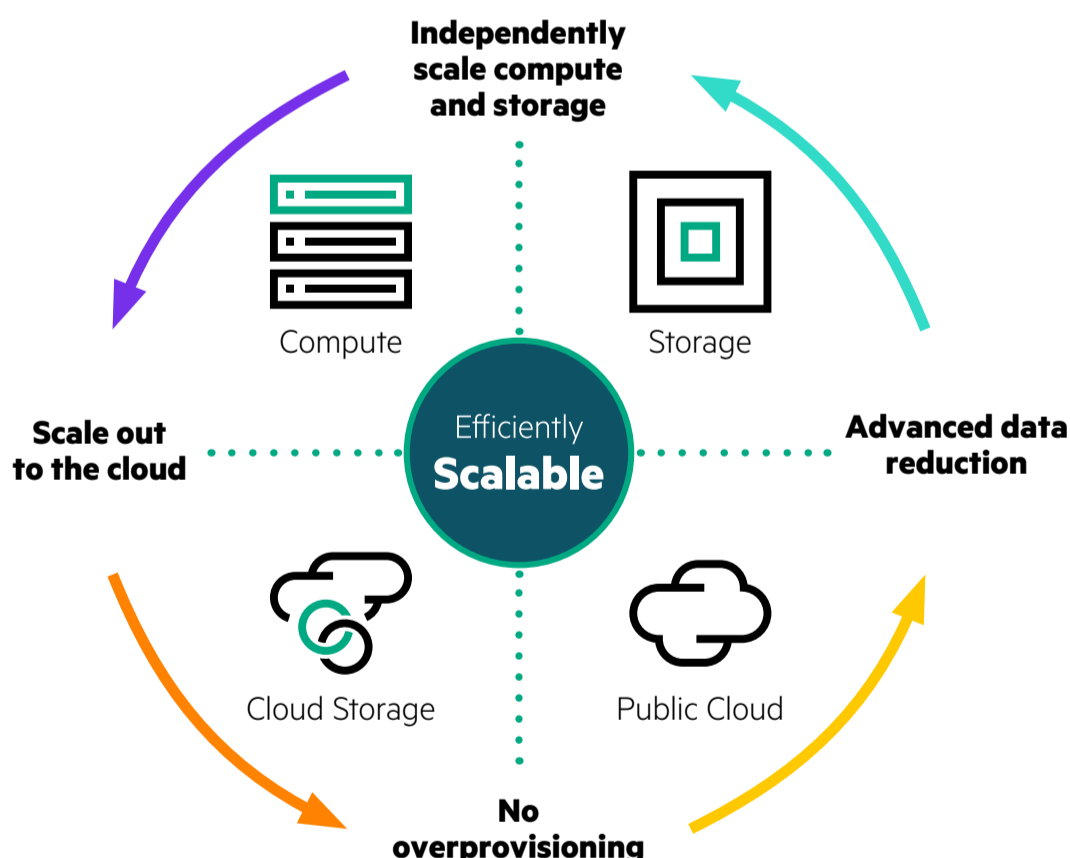 Independently
scale compute
and storage
Compute
Storage
Efficiently
Scalable
Scale out
to the cloud
Advanced data
reduction
Cloud Storage
Public Cloud
No
overprovisioning